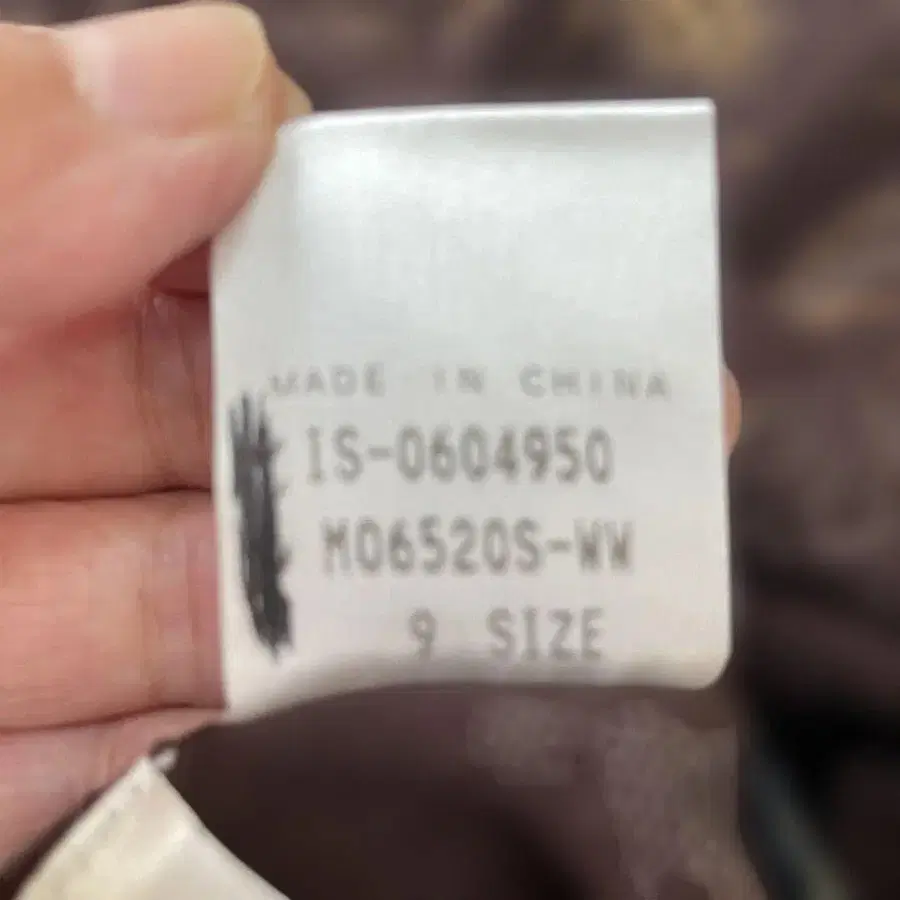 MADE IN CHINA
IS-0604950
M06520S-WW
9 SIZE